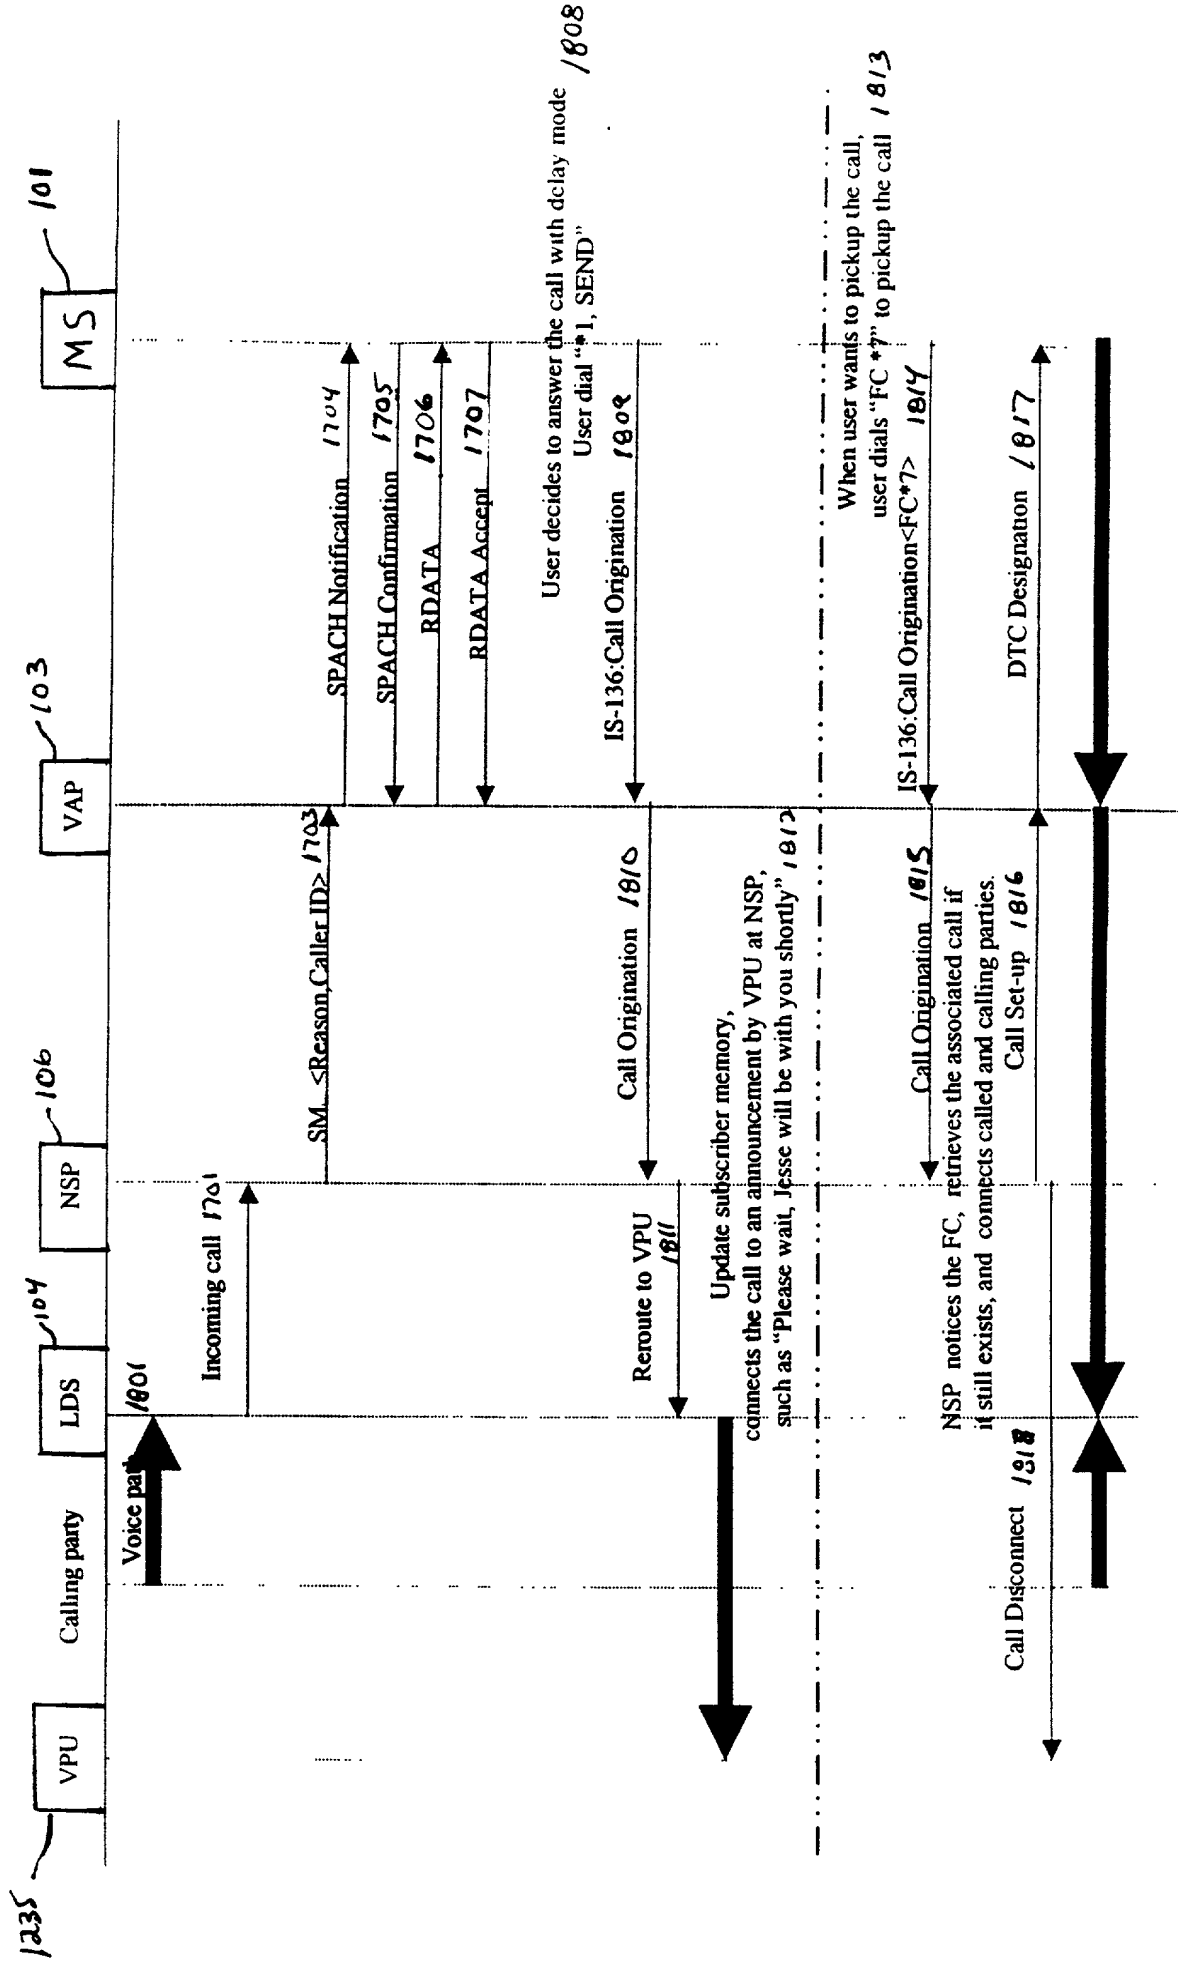 1235
VPU
Calling party
LDS
104
NSP
106
VAP
103
MS
101
Voice path
1801
Incoming call 1701
SM, <Reason,Caller ID> 1703
SPACH Notification 1704
SPACH Confirmation 1705
RDATA 1706
RDATA Accept 1707
User decides to answer the call with delay mode
User dial "*1, SEND"
1808
IS-136:Call Origination 1809
Call Origination 1810
Reroute to VPU
1811
Update subscriber memory,
connects the call to an announcement by VPU at NSP,
such as "Please wait, Jesse will be with you shortly" 1812
When user wants to pickup the call,
user dials "FC *7" to pickup the call 1813
IS-136:Call Origination<FC*7> 1814
Call Origination 1815
NSP notices the FC, retrieves the associated call if
it still exists, and connects called and calling parties.
Call Set-up 1816
DTC Designation 1817
Call Disconnect 1818